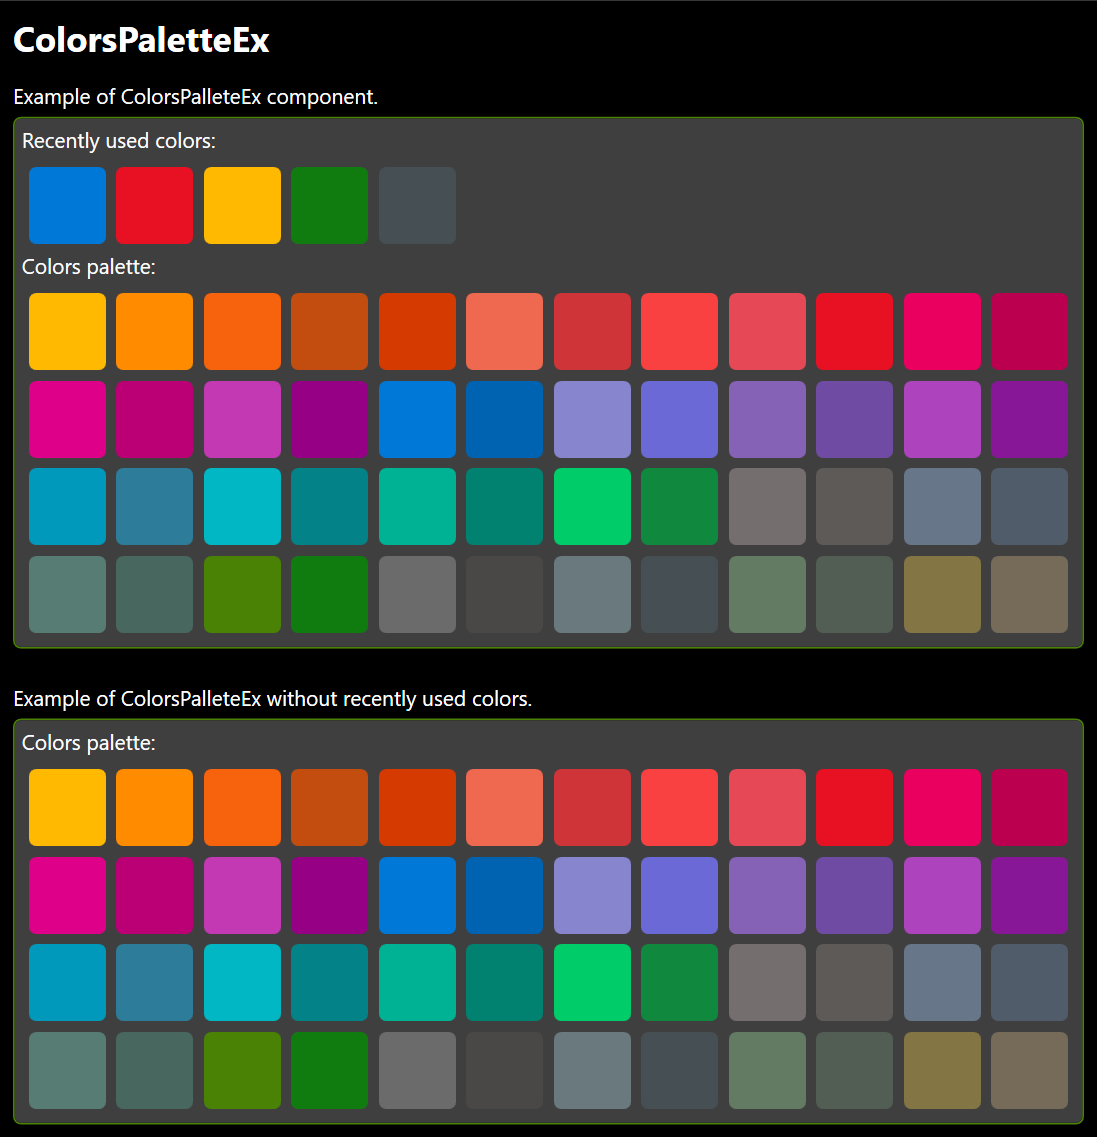 ColorsPaletteEx
Example of ColorsPalleteEx component.
Recently used colors:
Colors palette:
Example of ColorsPalleteEx without recently used colors.
Colors palette: